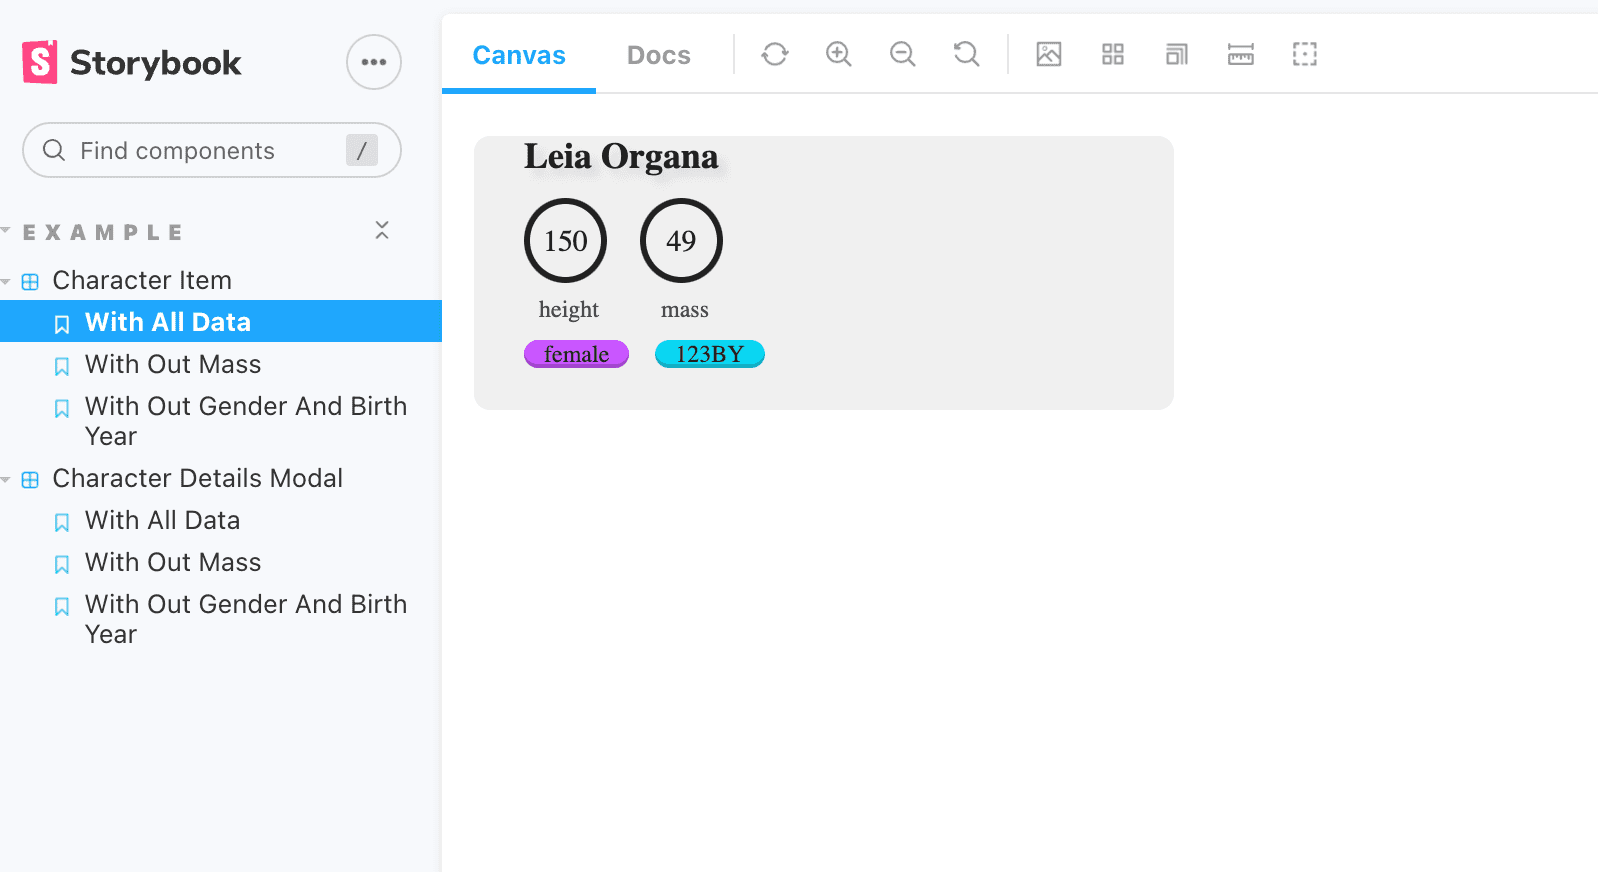 Storybook
Find components /
EXAMPLE
Character Item
With All Data
With Out Mass
With Out Gender And Birth
Year
Character Details Modal
With All Data
With Out Mass
With Out Gender And Birth
Year
Canvas Docs
Leia Organa
150 49
height mass
female 123BY